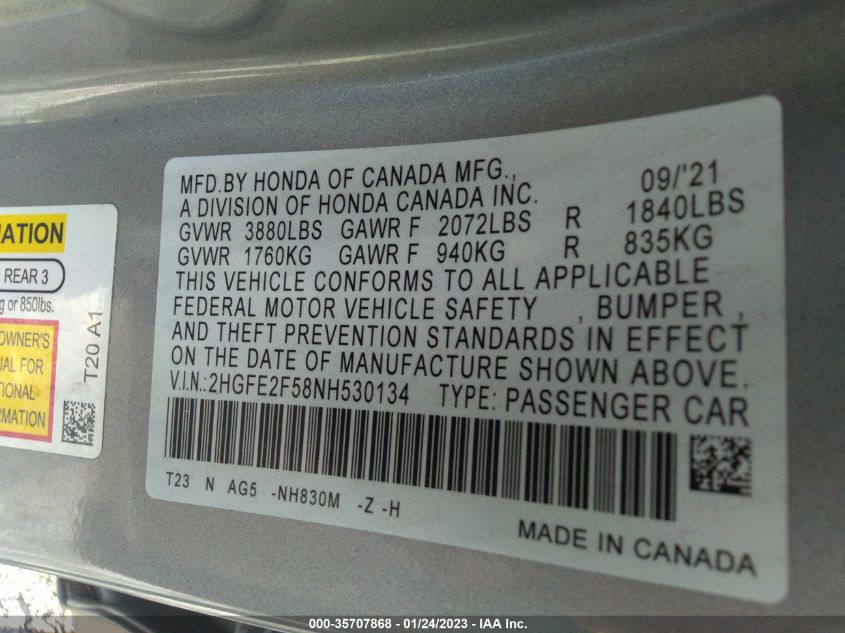 MFD.BY HONDA OF CANADA MFG., 09/'21
A DIVISION OF HONDA CANADA INC.
GVWR 3880LBS GAWR F 2072LBS R 1840LBS
GVWR 1760KG GAWR F 940KG R 835KG
THIS VEHICLE CONFORMS TO ALL APPLICABLE
FEDERAL MOTOR VEHICLE SAFETY , BUMPER ,
AND THEFT PREVENTION STANDARDS IN EFFECT
ON THE DATE OF MANUFACTURE SHOWN ABOVE.
V.I.N.:2HGFE2F58NH530134 TYPE: PASSENGER CAR
T23 N AG5 -NH830M -Z -H
MADE IN CANADA
MATION
REAR 3
g or 850lbs.
OWNER'S
UAL FOR
TIONAL
RMATION
T20 A1
000-35707868 - 01/24/2023 - IAA Inc.